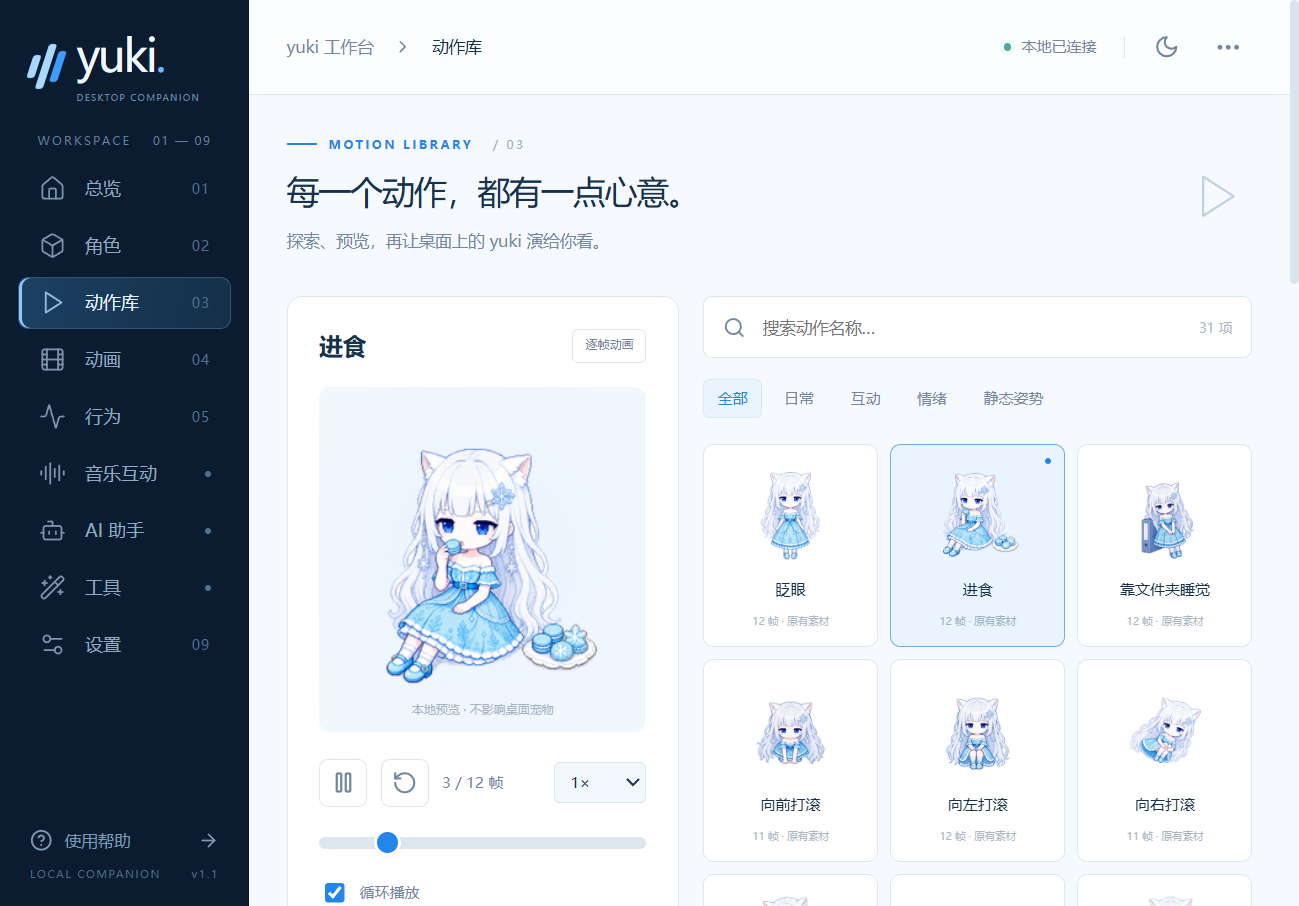 yuki.
DESKTOP COMPANION
WORKSPACE 01 — 09
总览 01
角色 02
动作库 03
动画 04
行为 05
音乐互动
AI 助手
工具
设置 09
使用帮助
LOCAL COMPANION v1.1
yuki 工作台 动作库
本地已连接
MOTION LIBRARY / 03
每一个动作，都有一点心意。
探索、预览，再让桌面上的 yuki 演给你看。
进食
逐帧动画
本地预览 · 不影响桌面宠物
3 / 12 帧
1×
循环播放
搜索动作名称...
31 项
全部 日常 互动 情绪 静态姿势
眨眼
12 帧 · 原有素材
进食
12 帧 · 原有素材
靠文件夹睡觉
12 帧 · 原有素材
向前打滚
11 帧 · 原有素材
向左打滚
12 帧 · 原有素材
向右打滚
11 帧 · 原有素材